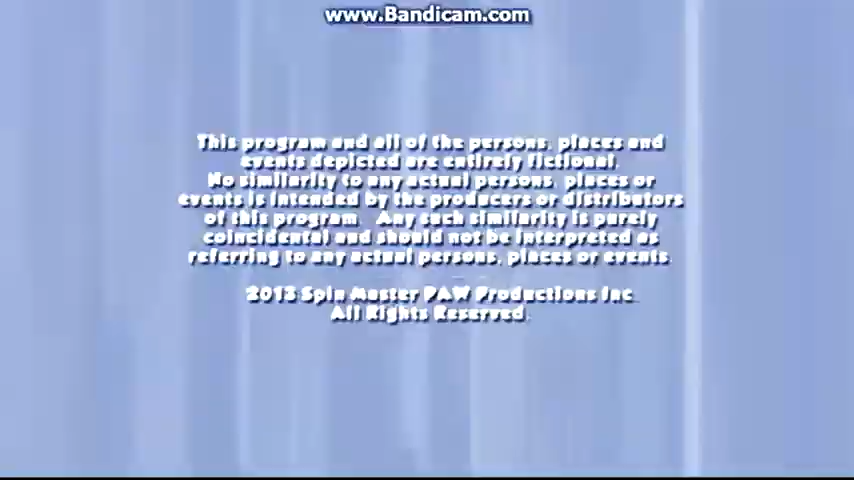 www.Bandicam.com
This program and all of the persons, places and
events depicted are entirely fictional.
No similarity to any actual persons, places or
events is intended by the producers or distributors
of this program. Any such similarity is purely
coincidental and should not be interpreted as
referring to any actual persons, places or events
2013 Spin Master PAW Productions Inc
All Rights Reserved.